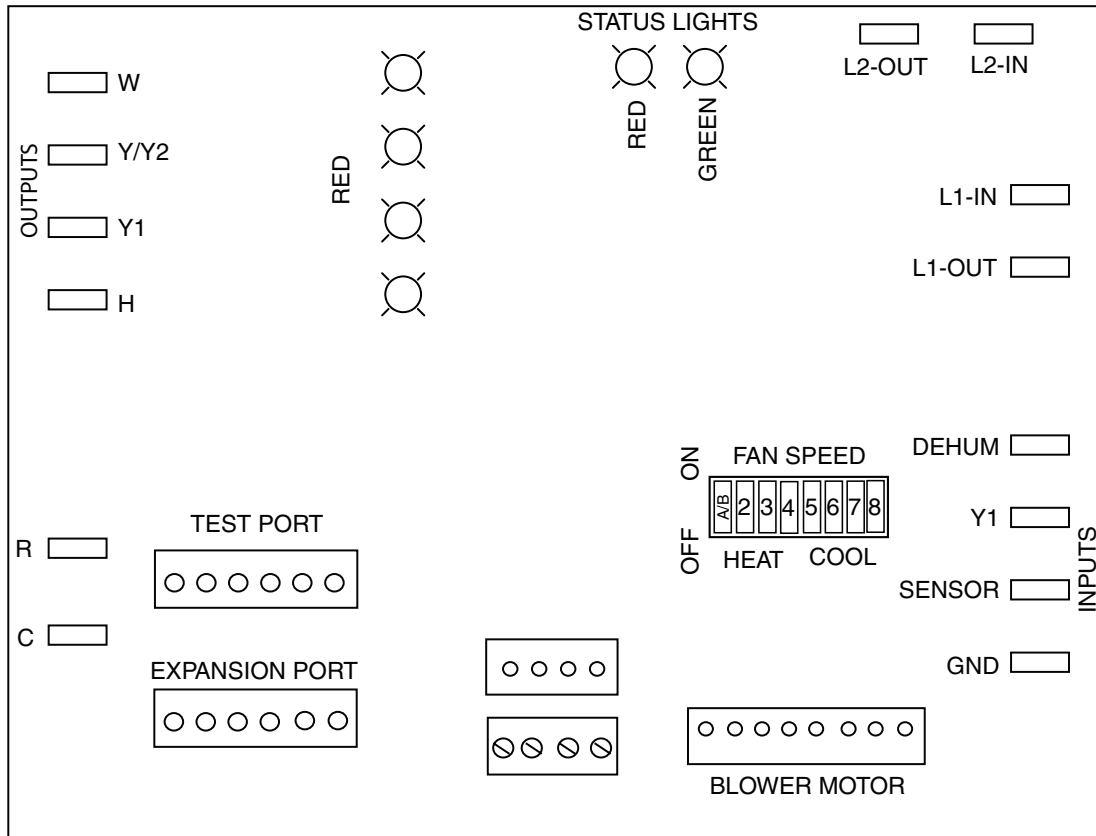 STATUS LIGHTS
RED
GREEN
L2-OUT
L2-IN
OUTPUTS
W
Y/Y2
Y1
H
RED
L1-IN
L1-OUT
R
C
TEST PORT
EXPANSION PORT
ON
OFF
FAN SPEED
A/B 2 3 4 5 6 7 8
HEAT
COOL
DEHUM
Y1
SENSOR
GND
INPUTS
BLOWER MOTOR